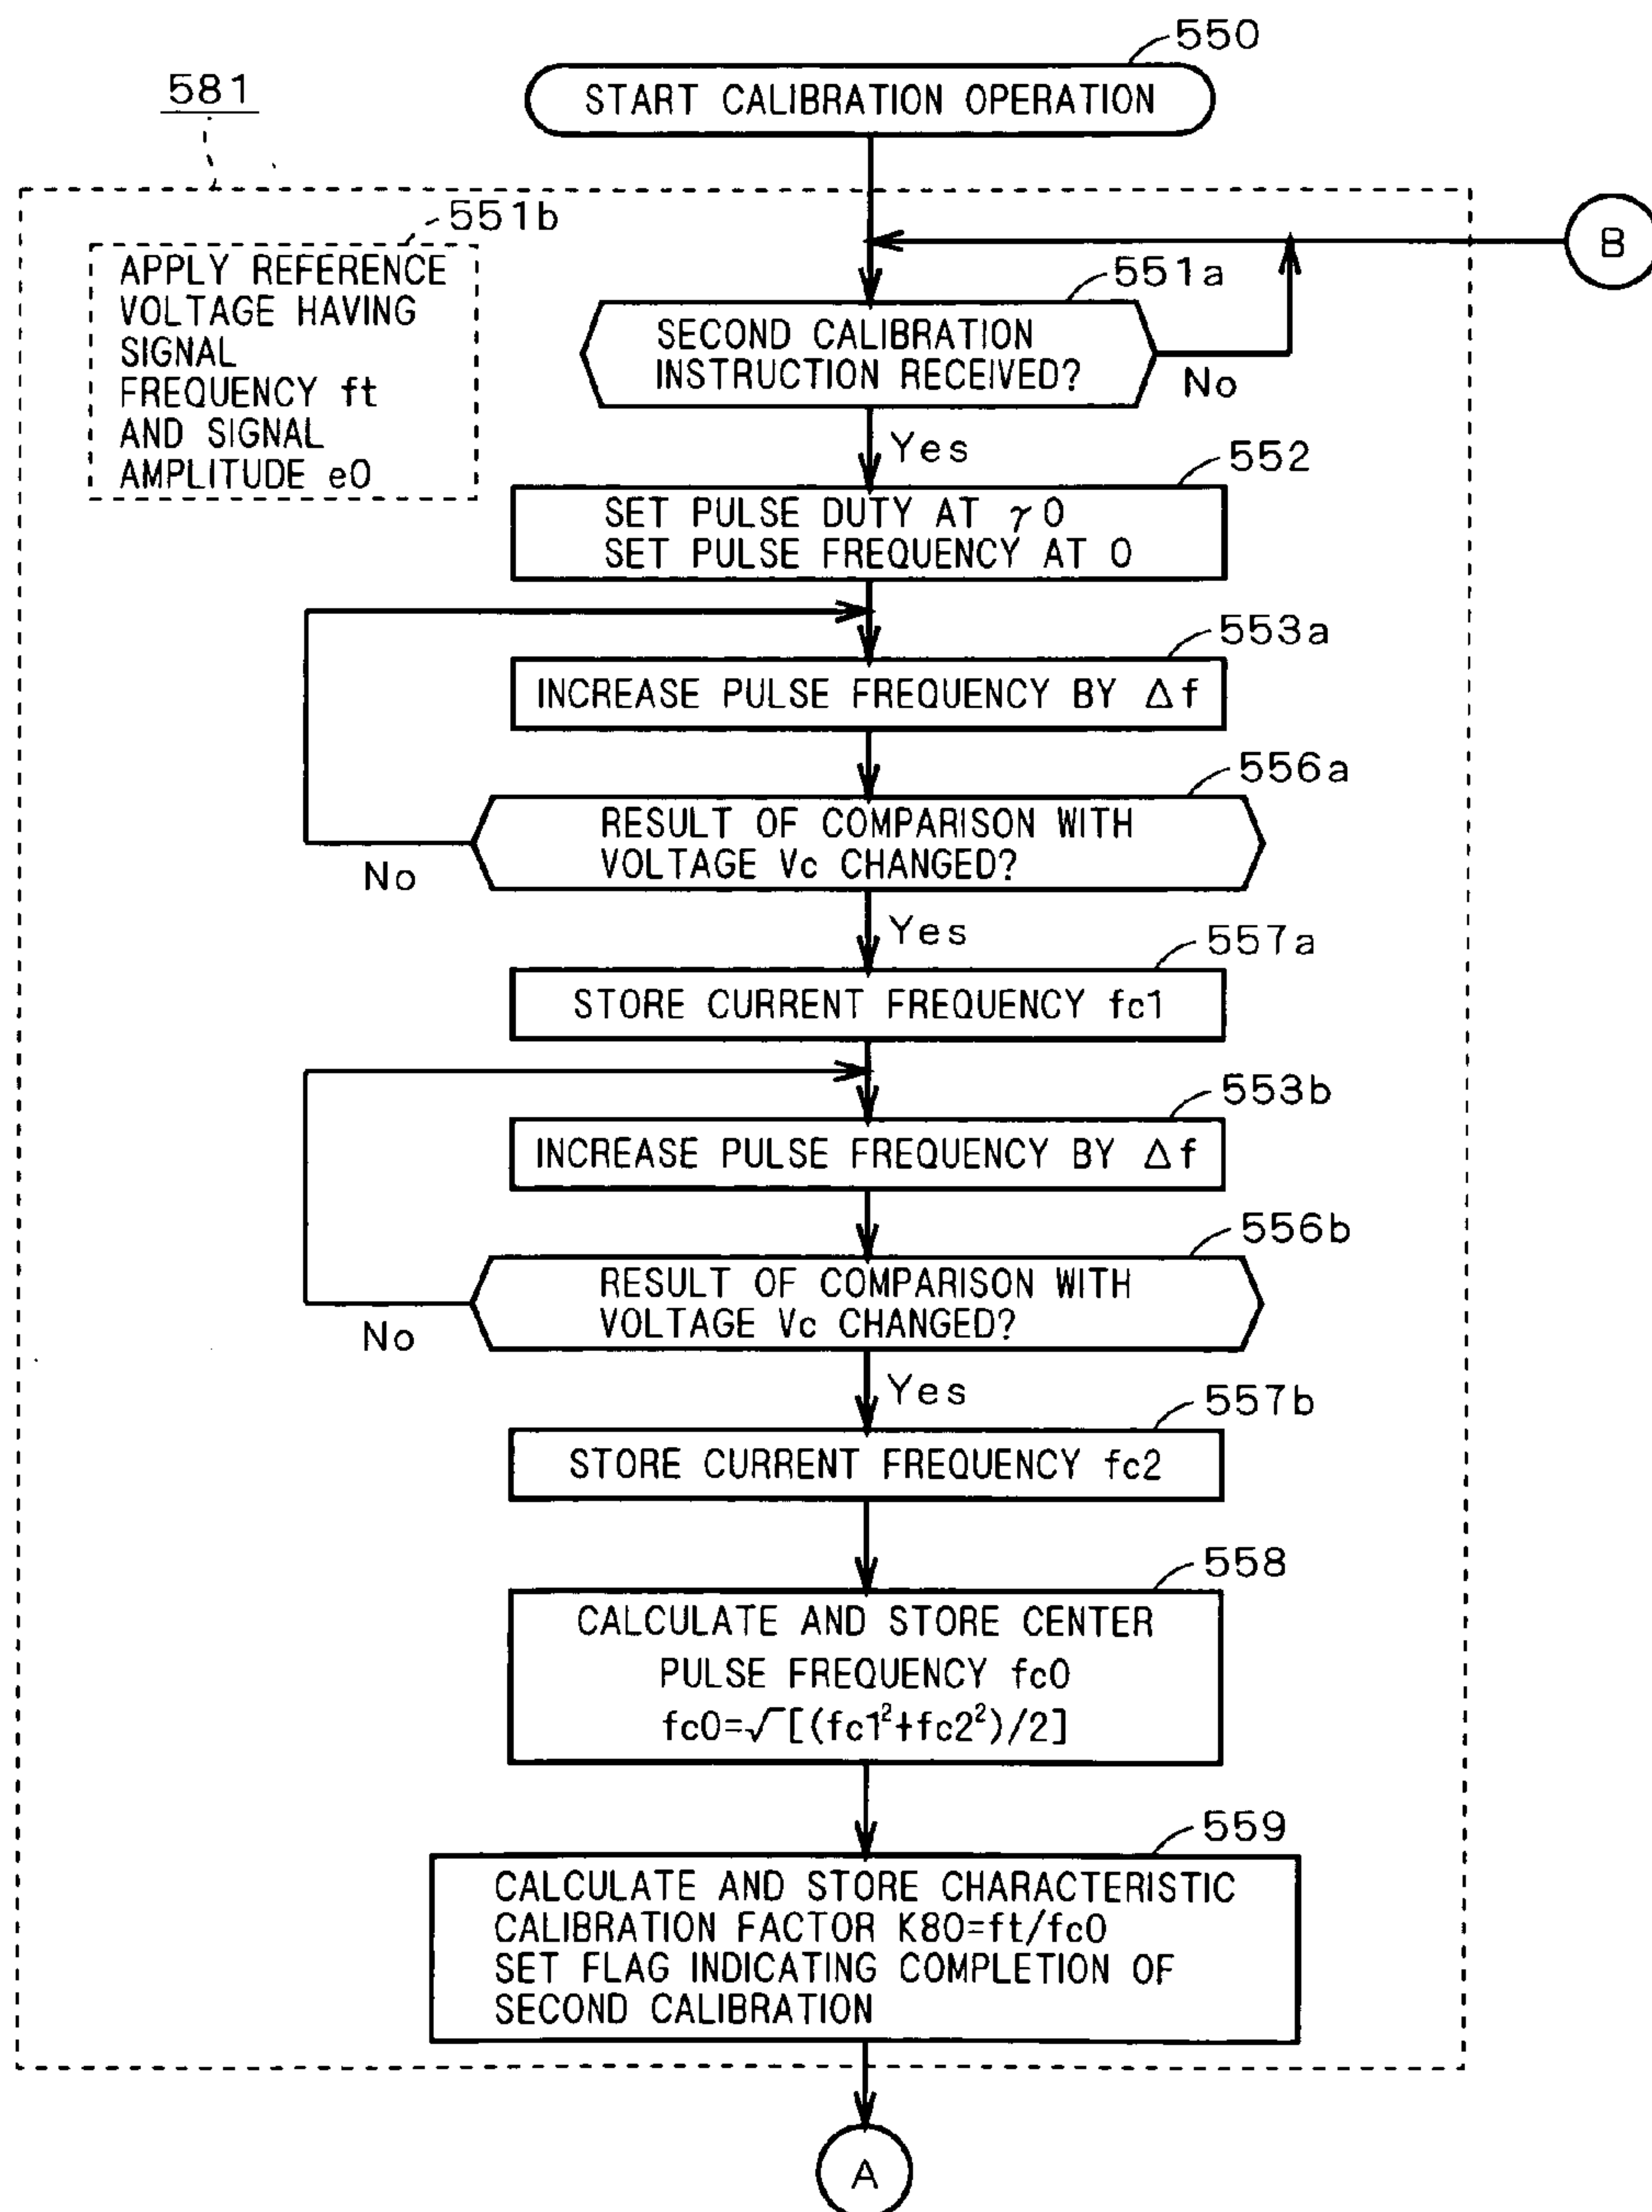 550
START CALIBRATION OPERATION
581
551b
APPLY REFERENCE
VOLTAGE HAVING
SIGNAL
FREQUENCY ft
AND SIGNAL
AMPLITUDE e0
B
551a
SECOND CALIBRATION
INSTRUCTION RECEIVED?
No
Yes
552
SET PULSE DUTY AT γ0
SET PULSE FREQUENCY AT 0
553a
INCREASE PULSE FREQUENCY BY Δf
556a
RESULT OF COMPARISON WITH
VOLTAGE Vc CHANGED?
No
Yes
557a
STORE CURRENT FREQUENCY fc1
553b
INCREASE PULSE FREQUENCY BY Δf
556b
RESULT OF COMPARISON WITH
VOLTAGE Vc CHANGED?
No
Yes
557b
STORE CURRENT FREQUENCY fc2
558
CALCULATE AND STORE CENTER
PULSE FREQUENCY fc0
fc0=√[(fc1²+fc2²)/2]
559
CALCULATE AND STORE CHARACTERISTIC
CALIBRATION FACTOR K80=ft/fc0
SET FLAG INDICATING COMPLETION OF
SECOND CALIBRATION
A